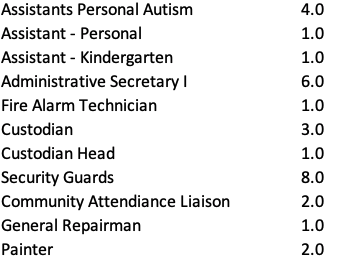 Assistants Personal Autism 4.0
Assistant - Personal 1.0
Assistant - Kindergarten 1.0
Administrative Secretary I 6.0
Fire Alarm Technician 1.0
Custodian 3.0
Custodian Head 1.0
Security Guards 8.0
Community Attendiance Liaison 2.0
General Repairman 1.0
Painter 2.0